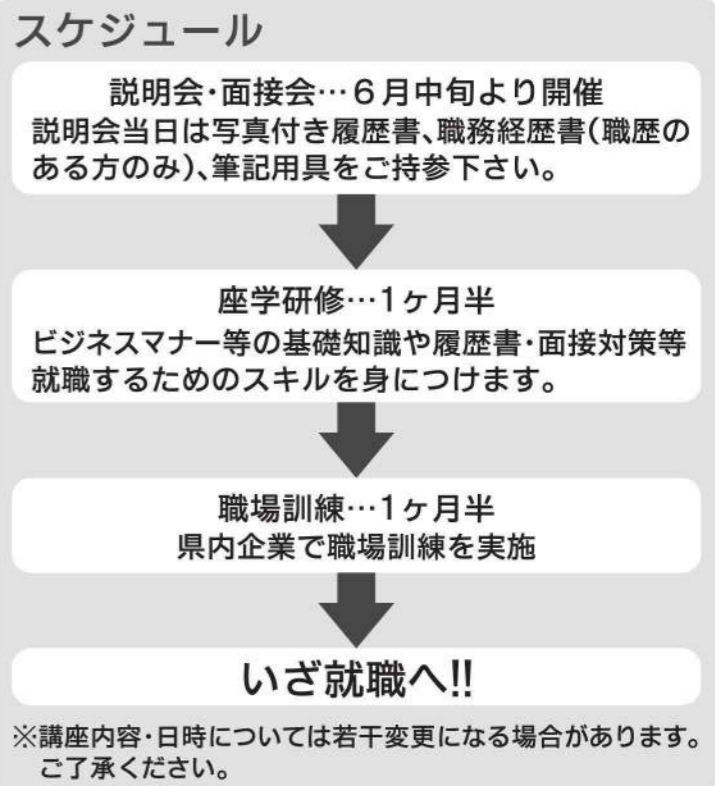 スケジュール
説明会・面接会…6月中旬より開催
説明会当日は写真付き履歴書、職務経歴書(職歴の
ある方のみ)、筆記用具をご持参下さい。
座学研修…1ヶ月半
ビジネスマナー等の基礎知識や履歴書・面接対策等
就職するためのスキルを身につけます。
職場訓練…1ヶ月半
県内企業で職場訓練を実施
いざ就職へ!!
※講座内容・日時については若干変更になる場合があります。
ご了承ください。